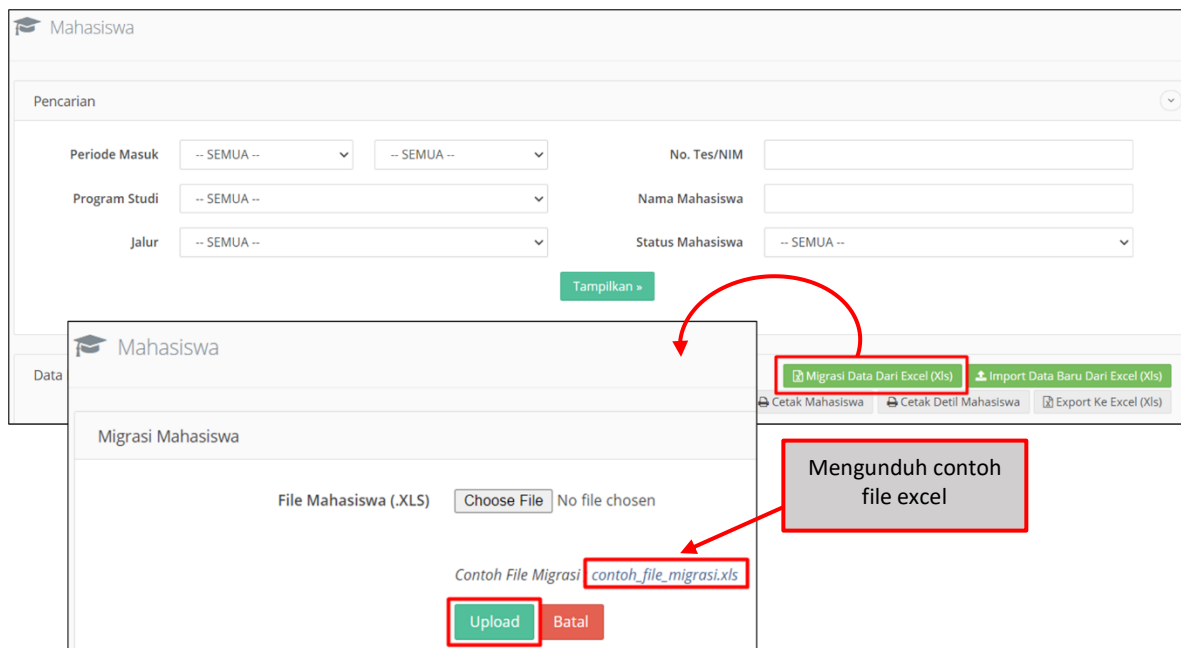 Mahasiswa
Pencarian
Periode Masuk -- SEMUA -- -- SEMUA -- No. Tes/NIM
Program Studi -- SEMUA -- Nama Mahasiswa
Jalur -- SEMUA -- Status Mahasiswa -- SEMUA --
Tampilkan »
Mahasiswa
Data Migrasi Data Dari Excel (Xls) Import Data Baru Dari Excel (Xls)
Cetak Mahasiswa Cetak Detil Mahasiswa Export Ke Excel (Xls)
Migrasi Mahasiswa
Mengunduh contoh
file excel
File Mahasiswa (.XLS) Choose File No file chosen
Contoh File Migrasi contoh_file_migrasi.xls
Upload Batal